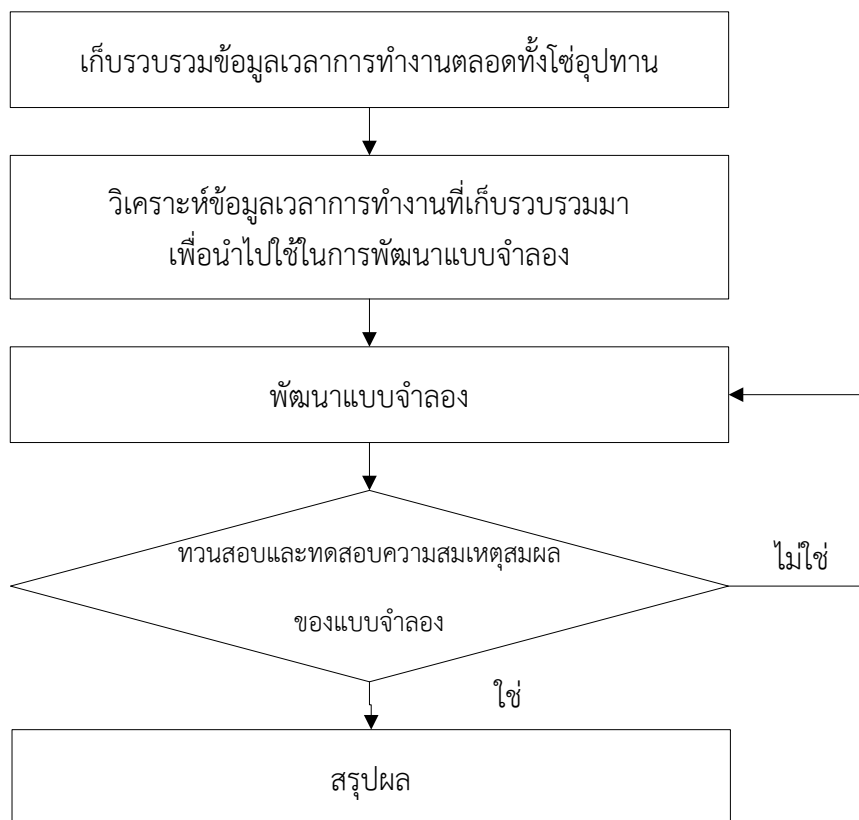 เก็บรวบรวมข้อมูลเวลาการทำงานตลอดทั้งโซ่อุปทาน
วิเคราะห์ข้อมูลเวลาการทำงานที่เก็บรวบรวมมา
เพื่อนำไปใช้ในการพัฒนาแบบจำลอง
พัฒนาแบบจำลอง
ทวนสอบและทดสอบความสมเหตุสมผล
ของแบบจำลอง
ไม่ใช่
ใช่
สรุปผล